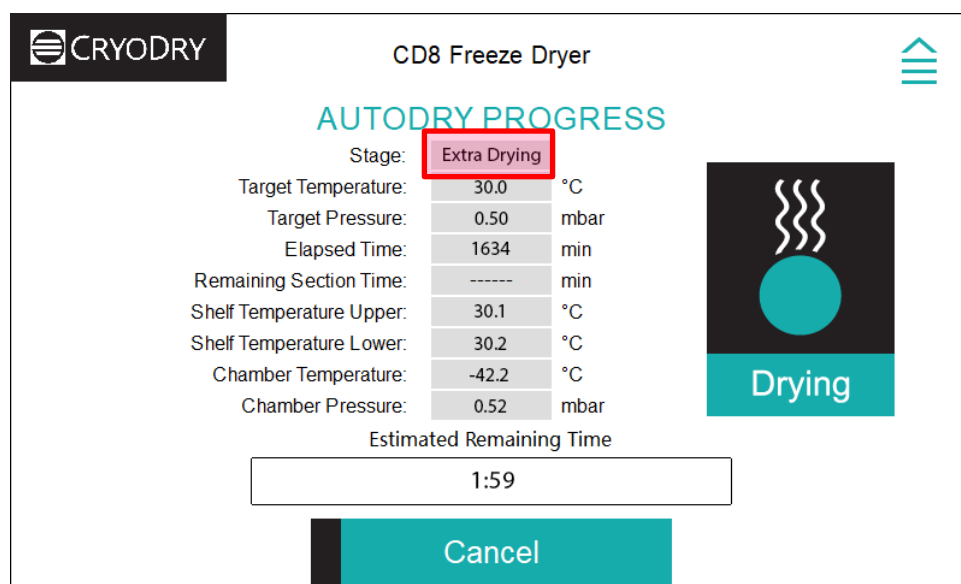 CRYODRY
CD8 Freeze Dryer
AUTODRY PROGRESS
Stage: Extra Drying
Target Temperature: 30.0 °C
Target Pressure: 0.50 mbar
Elapsed Time: 1634 min
Remaining Section Time: ------ min
Shelf Temperature Upper: 30.1 °C
Shelf Temperature Lower: 30.2 °C
Chamber Temperature: -42.2 °C
Chamber Pressure: 0.52 mbar
Drying
Estimated Remaining Time
1:59
Cancel